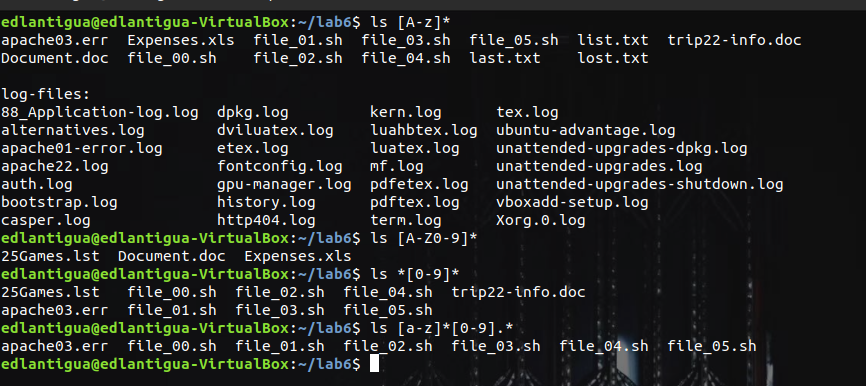 edlantigua@edlantigua-VirtualBox:~/lab6$ ls [A-z]*
apache03.err  Expenses.xls  file_01.sh  file_03.sh  file_05.sh  list.txt  trip22-info.doc
Document.doc  file_00.sh    file_02.sh  file_04.sh  last.txt    lost.txt
log-files:
88_Application-log.log  dpkg.log         kern.log      tex.log
alternatives.log        dviluatex.log    luahbtex.log  ubuntu-advantage.log
apache01-error.log      etex.log         luatex.log    unattended-upgrades-dpkg.log
apache22.log            fontconfig.log   mf.log        unattended-upgrades.log
auth.log                gpu-manager.log  pdfetex.log   unattended-upgrades-shutdown.log
bootstrap.log           history.log      pdftex.log    vboxadd-setup.log
casper.log              http404.log      term.log      Xorg.0.log
edlantigua@edlantigua-VirtualBox:~/lab6$ ls [A-Z0-9]*
25Games.lst  Document.doc  Expenses.xls
edlantigua@edlantigua-VirtualBox:~/lab6$ ls *[0-9]*
25Games.lst   file_00.sh  file_02.sh  file_04.sh  trip22-info.doc
apache03.err  file_01.sh  file_03.sh  file_05.sh
edlantigua@edlantigua-VirtualBox:~/lab6$ ls [a-z]*[0-9].*
apache03.err  file_00.sh  file_01.sh  file_02.sh  file_03.sh  file_04.sh  file_05.sh
edlantigua@edlantigua-VirtualBox:~/lab6$